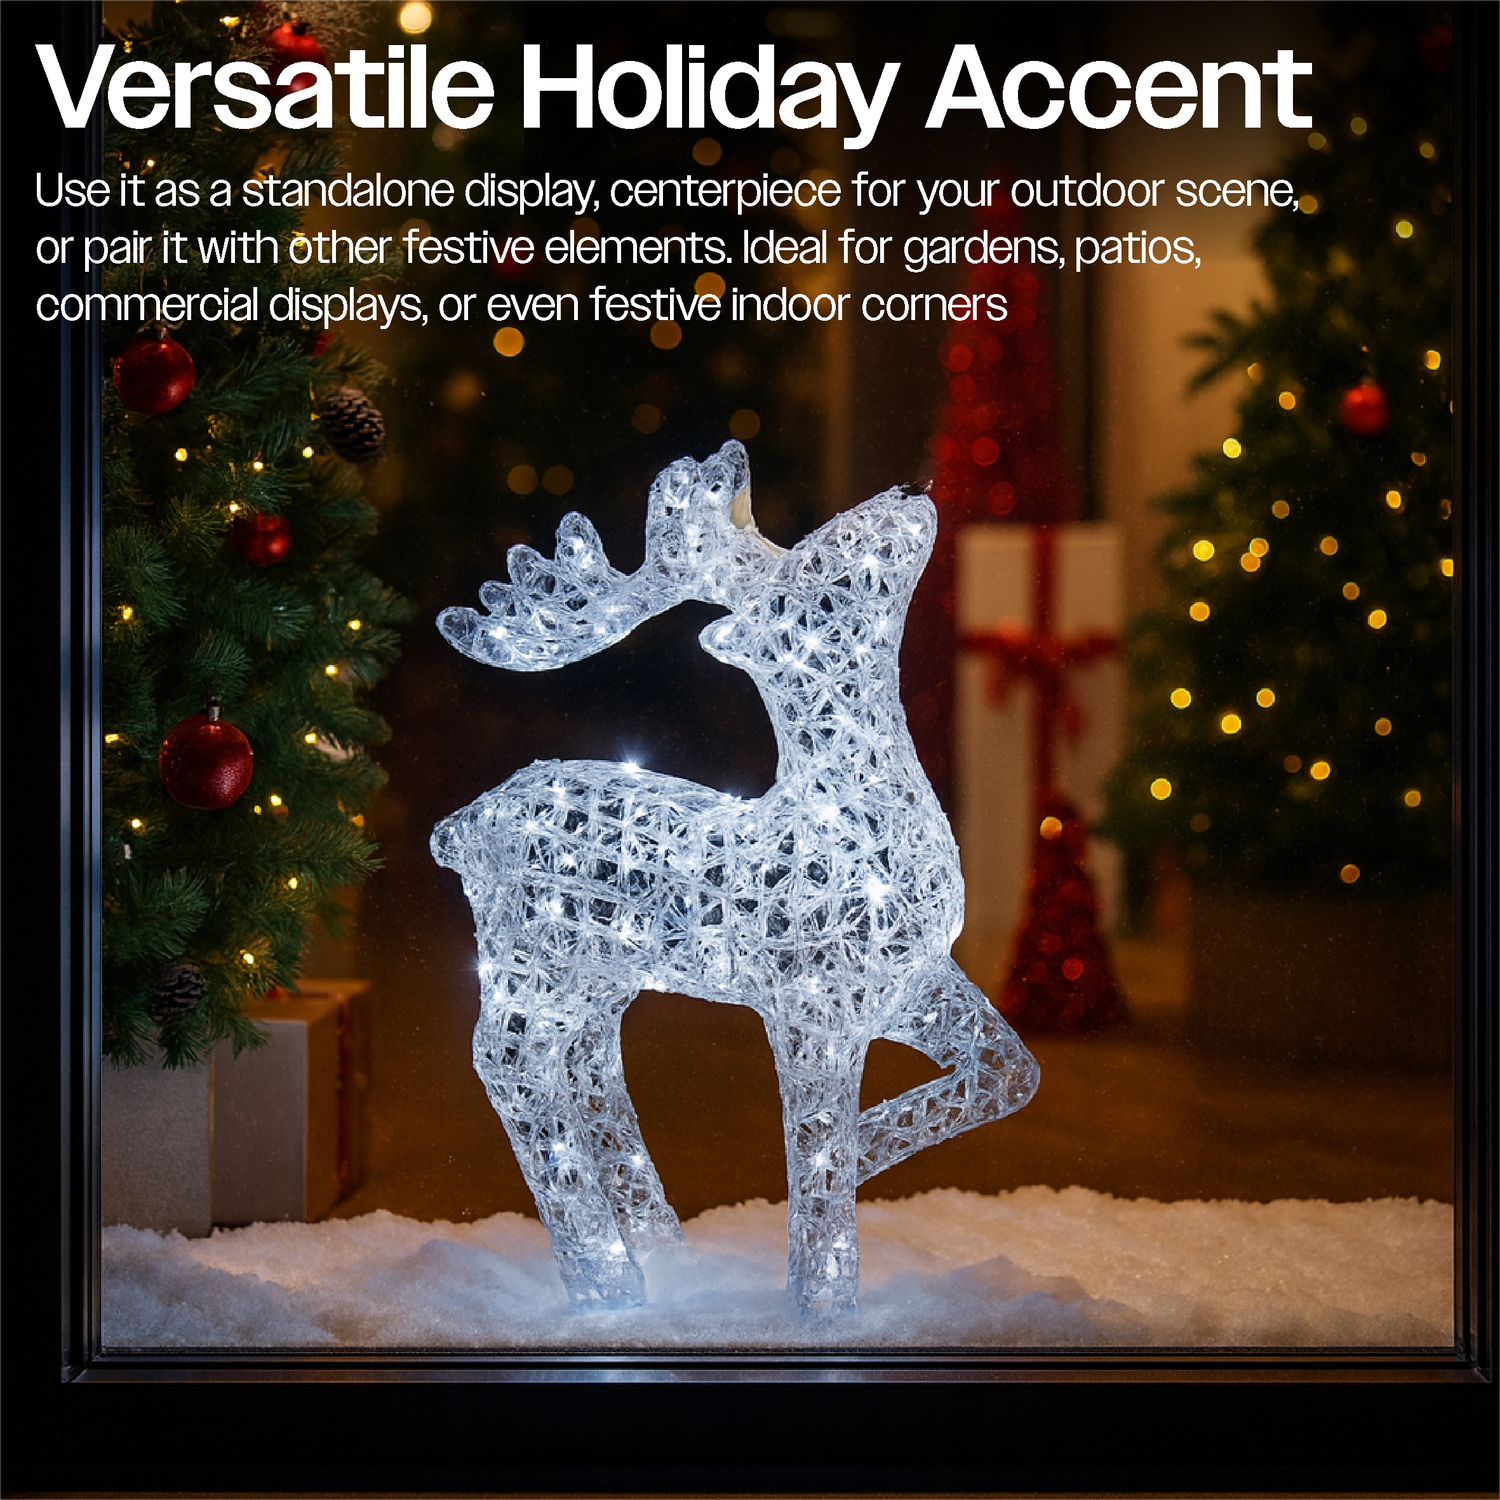 Versatile Holiday Accent
Use it as a standalone display, centerpiece for your outdoor scene,
or pair it with other festive elements. Ideal for gardens, patios,
commercial displays, or even festive indoor corners